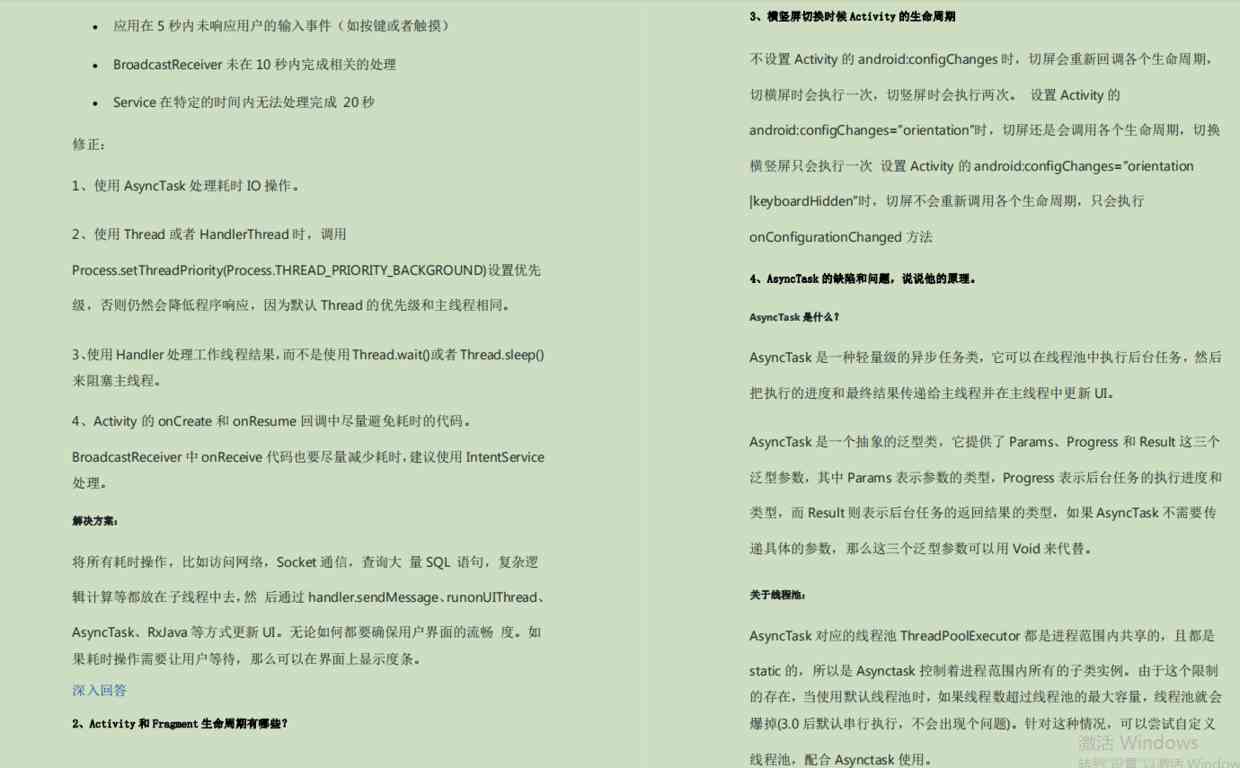 • 应用在 5 秒内未响应用户的输入事件（如按键或者触摸）
• BroadcastReceiver 未在 10 秒内完成相关的处理
• Service 在特定的时间内无法处理完成 20 秒
修正：
1、使用 AsyncTask 处理耗时 IO 操作。
2、使用 Thread 或者 HandlerThread 时，调用
Process.setThreadPriority(Process.THREAD_PRIORITY_BACKGROUND)设置优先
级，否则仍然会降低程序响应，因为默认 Thread 的优先级和主线程相同。
3、使用 Handler 处理工作线程结果，而不是使用 Thread.wait()或者 Thread.sleep()
来阻塞主线程。
4、Activity 的 onCreate 和 onResume 回调中尽量避免耗时的代码。
BroadcastReceiver 中 onReceive 代码也要尽量减少耗时，建议使用 IntentService
处理。
解决方案：
将所有耗时操作，比如访问网络，Socket 通信，查询大 量 SQL 语句，复杂逻
辑计算等都放在子线程中去，然 后通过 handler.sendMessage、runonUIThread、
AsyncTask、RxJava 等方式更新 UI。无论如何都要确保用户界面的流畅 度。如
果耗时操作需要让用户等待，那么可以在界面上显示度条。
深入回答
2、Activity 和 Fragment 生命周期有哪些？
3、横竖屏切换时候 Activity 的生命周期
不设置 Activity 的 android:configChanges 时，切屏会重新回调各个生命周期，
切横屏时会执行一次，切竖屏时会执行两次。 设置 Activity 的
android:configChanges=”orientation”时，切屏还是会调用各个生命周期，切换
横竖屏只会执行一次 设置 Activity 的 android:configChanges=”orientation
|keyboardHidden”时，切屏不会重新调用各个生命周期，只会执行
onConfigurationChanged 方法
4、AsyncTask 的缺陷和问题，说说他的原理。
AsyncTask 是什么？
AsyncTask 是一种轻量级的异步任务类，它可以在线程池中执行后台任务，然后
把执行的进度和最终结果传递给主线程并在主线程中更新 UI。
AsyncTask 是一个抽象的泛型类，它提供了 Params、Progress 和 Result 这三个
泛型参数，其中 Params 表示参数的类型，Progress 表示后台任务的执行进度和
类型，而 Result 则表示后台任务的返回结果的类型，如果 AsyncTask 不需要传
递具体的参数，那么这三个泛型参数可以用 Void 来代替。
关于线程池：
AsyncTask 对应的线程池 ThreadPoolExecutor 都是进程范围内共享的，且都是
static 的，所以是 Asynctask 控制着进程范围内所有的子类实例。由于这个限制
的存在，当使用默认线程池时，如果线程数超过线程池的最大容量，线程池就会
爆掉(3.0 后默认串行执行，不会出现个问题)。针对这种情况，可以尝试自定义
线程池，配合 Asynctask 使用。
激活 Windows
转到"设置"以激活 Window